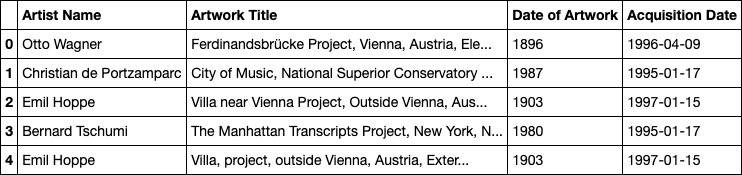 Artist Name Artwork Title Date of Artwork Acquisition Date
0 Otto Wagner Ferdinandsbrücke Project, Vienna, Austria, Ele... 1896 1996-04-09
1 Christian de Portzamparc City of Music, National Superior Conservatory ... 1987 1995-01-17
2 Emil Hoppe Villa near Vienna Project, Outside Vienna, Aus... 1903 1997-01-15
3 Bernard Tschumi The Manhattan Transcripts Project, New York, N... 1980 1995-01-17
4 Emil Hoppe Villa, project, outside Vienna, Austria, Exter... 1903 1997-01-15